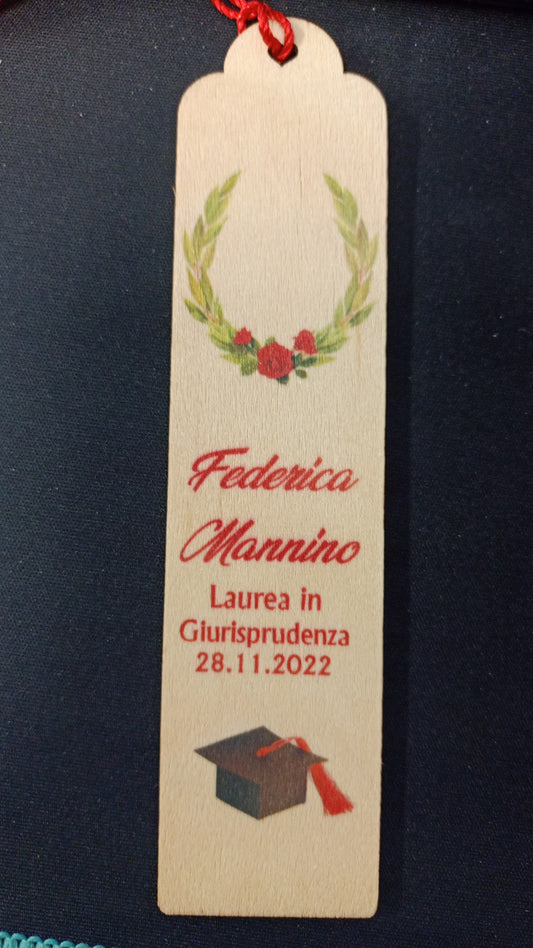 Federica
Mannino
Laurea in
Giurisprudenza
28.11.2022